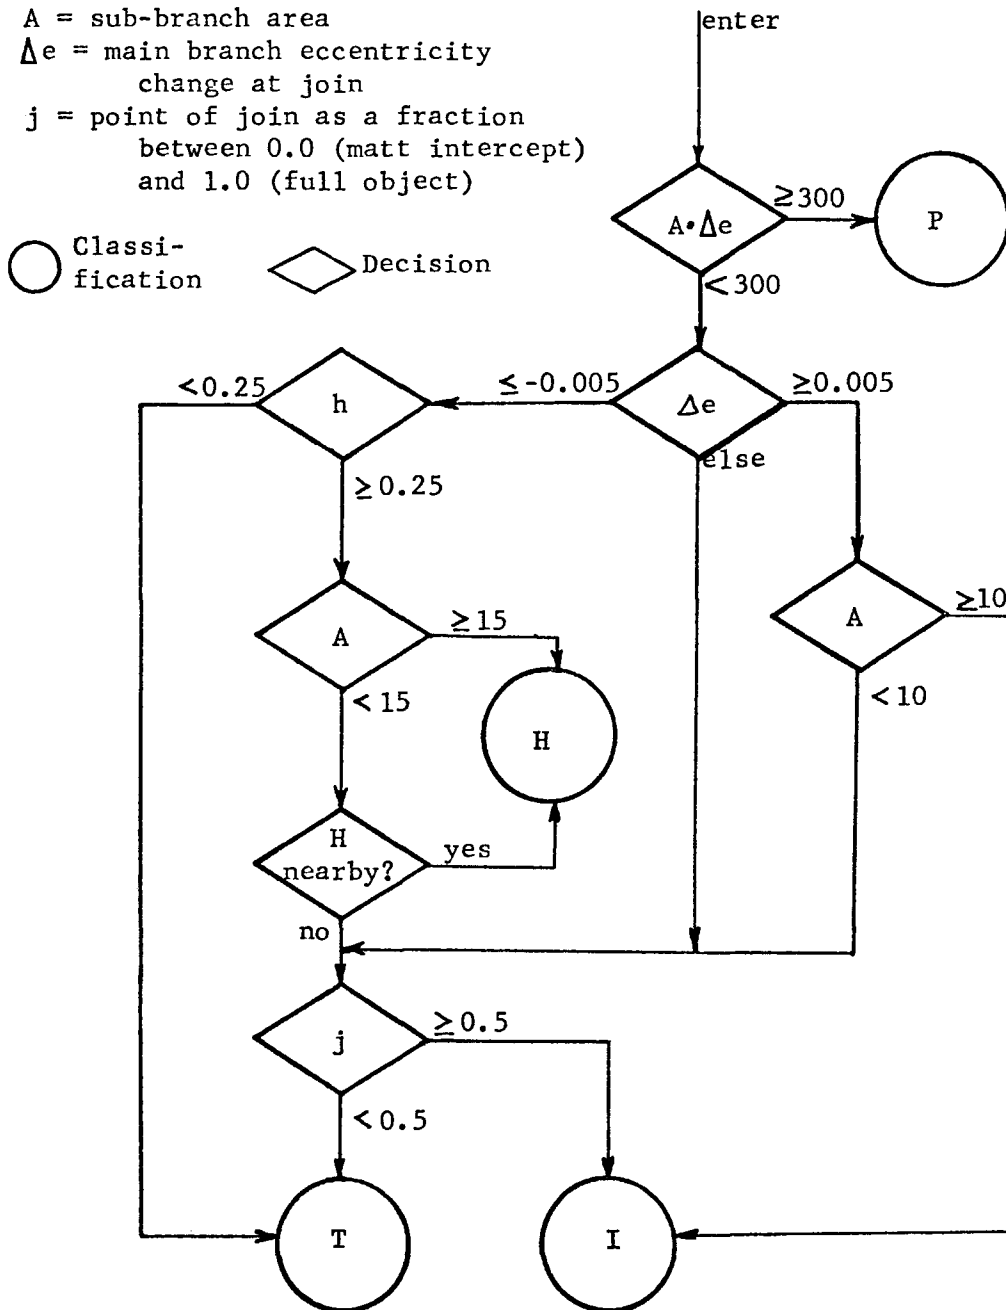 A = sub-branch area
Δe = main branch eccentricity
change at join
j = point of join as a fraction
between 0.0 (matt intercept)
and 1.0 (full object)
Classi-
fication
Decision
enter
A•Δe
≥300
P
<300
<0.25
h
≤-0.005
Δe
≥0.005
else
≥0.25
A
≥15
A
≥10
<15
<10
H
H
nearby?
yes
no
j
≥0.5
<0.5
T
I